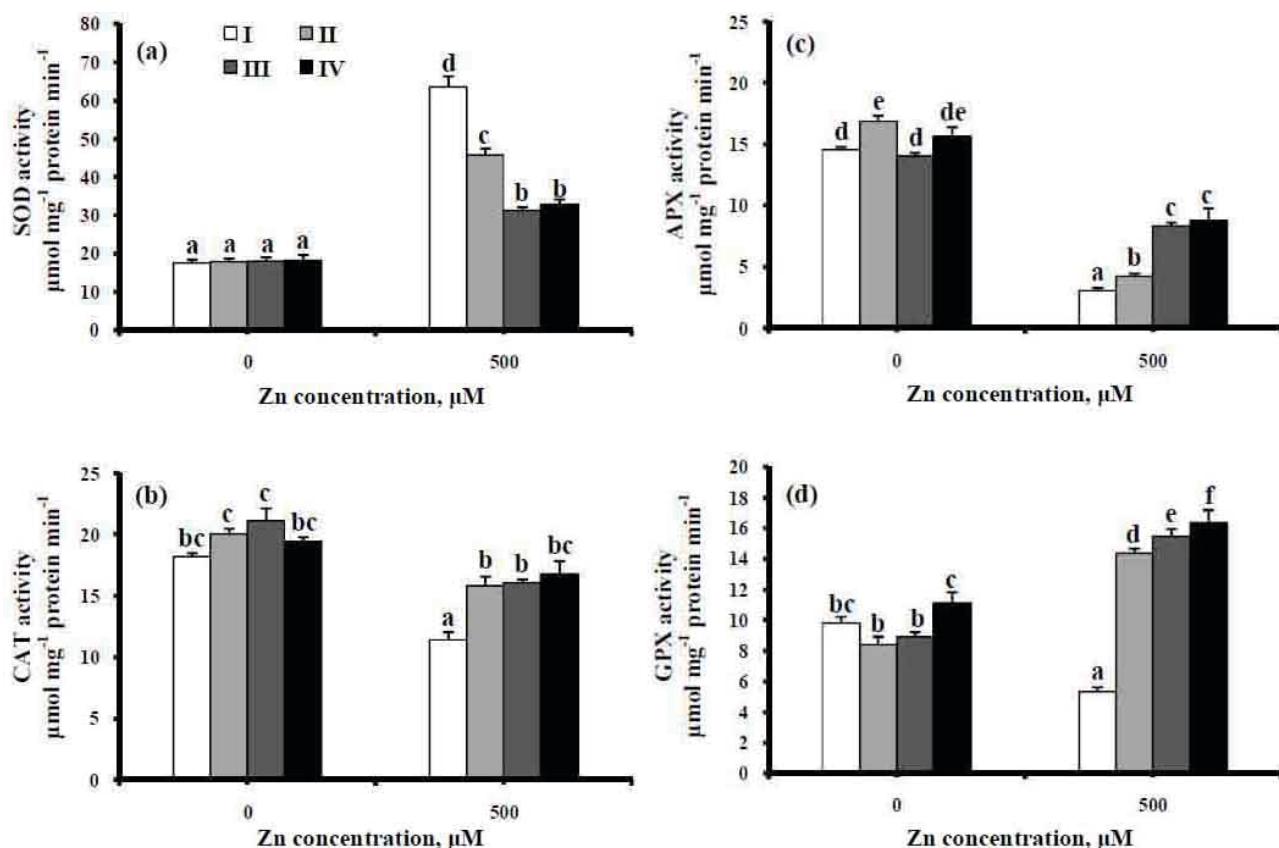 (a)
I II
III IV
SOD activity
µmol mg⁻¹ protein min⁻¹
80
70
60
50
40
30
20
10
0
a a a a
d c b b
0 500
Zn concentration, µM
(c)
APX activity
µmol mg⁻¹ protein min⁻¹
25
20
15
10
5
0
d e d de
a b c c
0 500
Zn concentration, µM
(b)
CAT activity
µmol mg⁻¹ protein min⁻¹
25
20
15
10
5
0
bc c c bc
a b b bc
0 500
Zn concentration, µM
(d)
GPX activity
µmol mg⁻¹ protein min⁻¹
20
18
16
14
12
10
8
6
4
2
0
bc b b c
a d e f
0 500
Zn concentration, µM